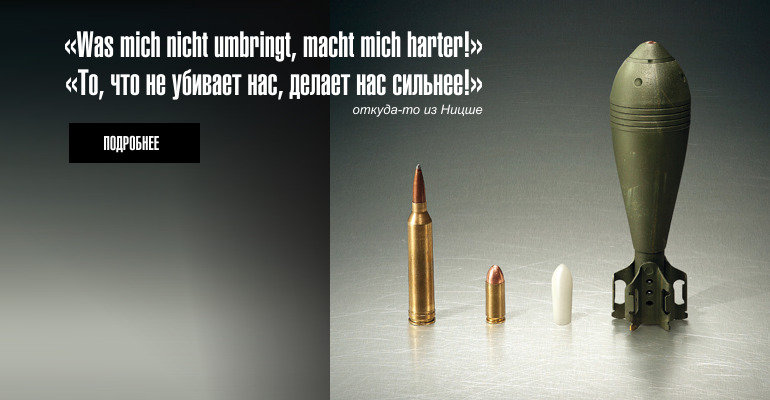 «Was mich nicht umbringt, macht mich harter!»
«То, что не убивает нас, делает нас сильнее!»
откуда-то из Ницше
ПОДРОБНЕЕ